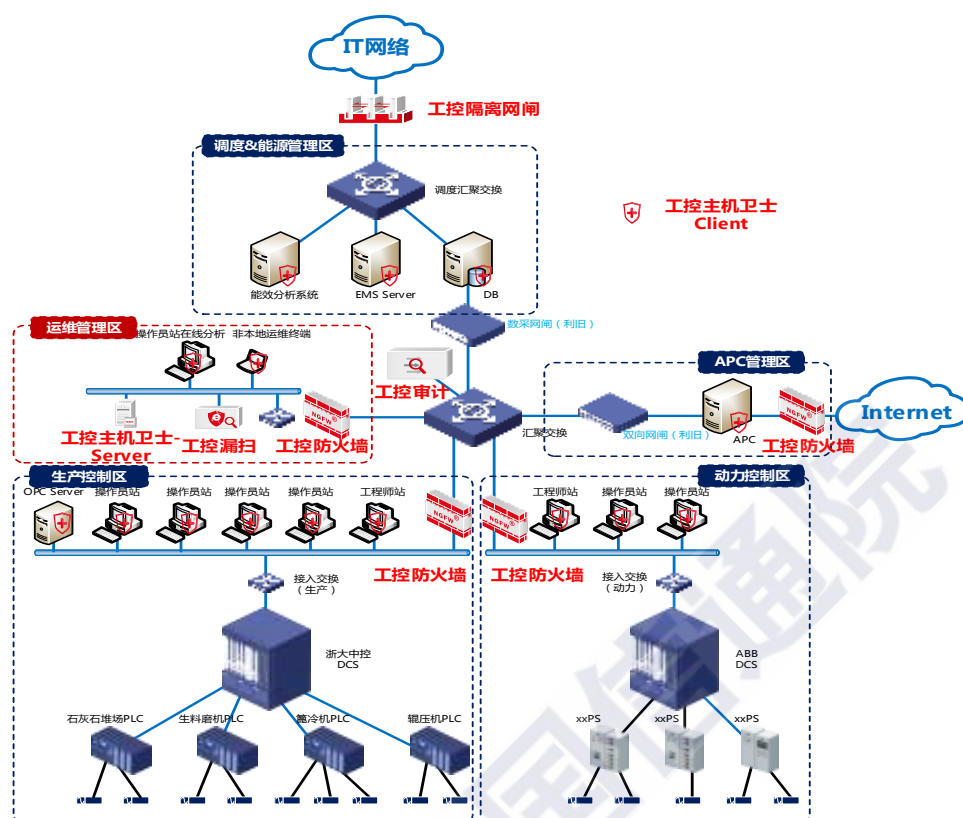 IT网络
工控隔离网闸
调度&能源管理区
调度汇聚交换
工控主机卫士
Client
能效分析系统
EMS Server
DB
数采网闸（利旧）
运维管理区
操作员站在线分析
非本地运维终端
工控审计
APC管理区
NGFW®
NGFW®
Internet
汇聚交换
双向网闸（利旧）
APC
工控防火墙
工控主机卫士-
Server
工控漏扫
工控防火墙
生产控制区
动力控制区
OPC Server
操作员站
操作员站
操作员站
操作员站
工程师站
NGFW®
NGFW®
工程师站
操作员站
操作员站
工控防火墙
工控防火墙
接入交换
（生产）
接入交换
（动力）
浙大中控
DCS
ABB
DCS
石灰石堆场PLC
生料磨机PLC
篦冷机PLC
辊压机PLC
xxPS
xxPS
xxPS
国信通院